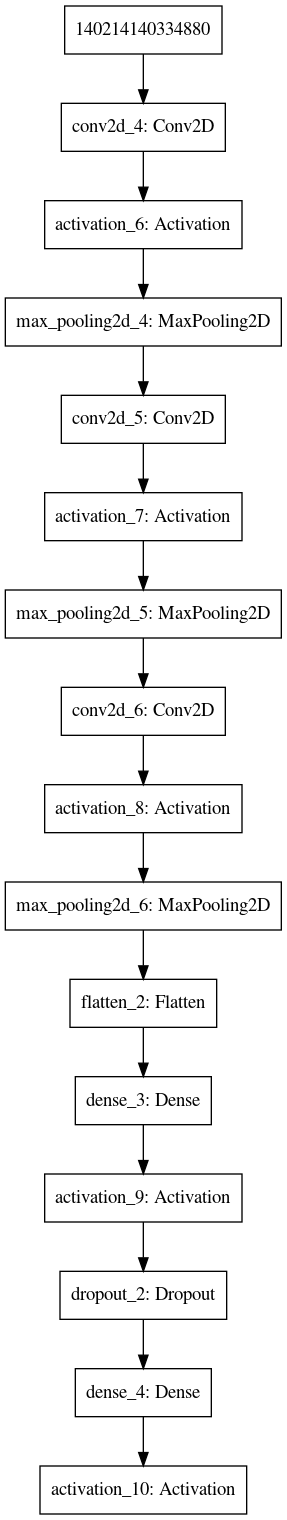 140214140334880
conv2d_4: Conv2D
activation_6: Activation
max_pooling2d_4: MaxPooling2D
conv2d_5: Conv2D
activation_7: Activation
max_pooling2d_5: MaxPooling2D
conv2d_6: Conv2D
activation_8: Activation
max_pooling2d_6: MaxPooling2D
flatten_2: Flatten
dense_3: Dense
activation_9: Activation
dropout_2: Dropout
dense_4: Dense
activation_10: Activation